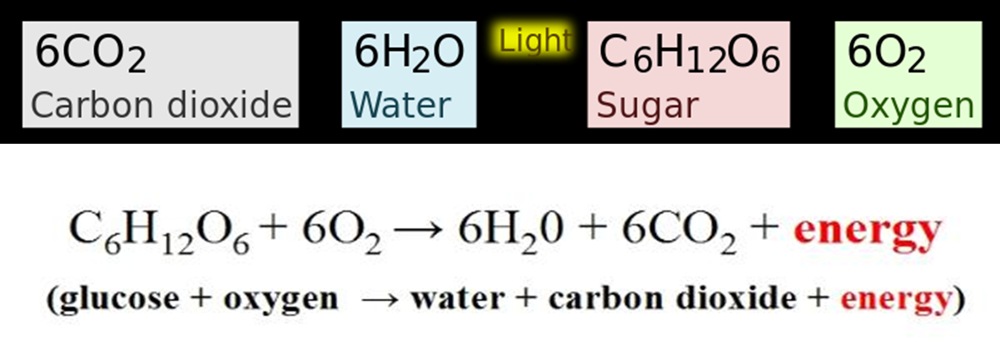 6CO₂ 6H₂O Light C₆H₁₂O₆ 6O₂
Carbon dioxide Water Sugar Oxygen
C₆H₁₂O₆ + 6O₂ → 6H₂0 + 6CO₂ + energy
(glucose + oxygen → water + carbon dioxide + energy)